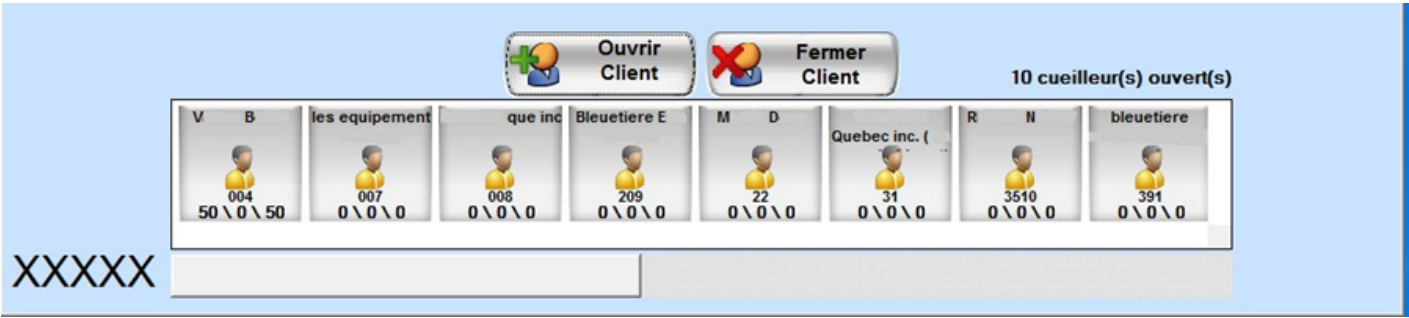 Ouvrir
Client
Fermer
Client
10 cueilleur(s) ouvert(s)
V B
les equipement
que inc
Bleuetiere E
M D
Quebec inc. (
R N
bleuetiere
004
50 \ 0 \ 50
007
0 \ 0 \ 0
008
0 \ 0 \ 0
209
0 \ 0 \ 0
22
0 \ 0 \ 0
31
0 \ 0 \ 0
3510
0 \ 0 \ 0
391
0 \ 0 \ 0
XXXXX